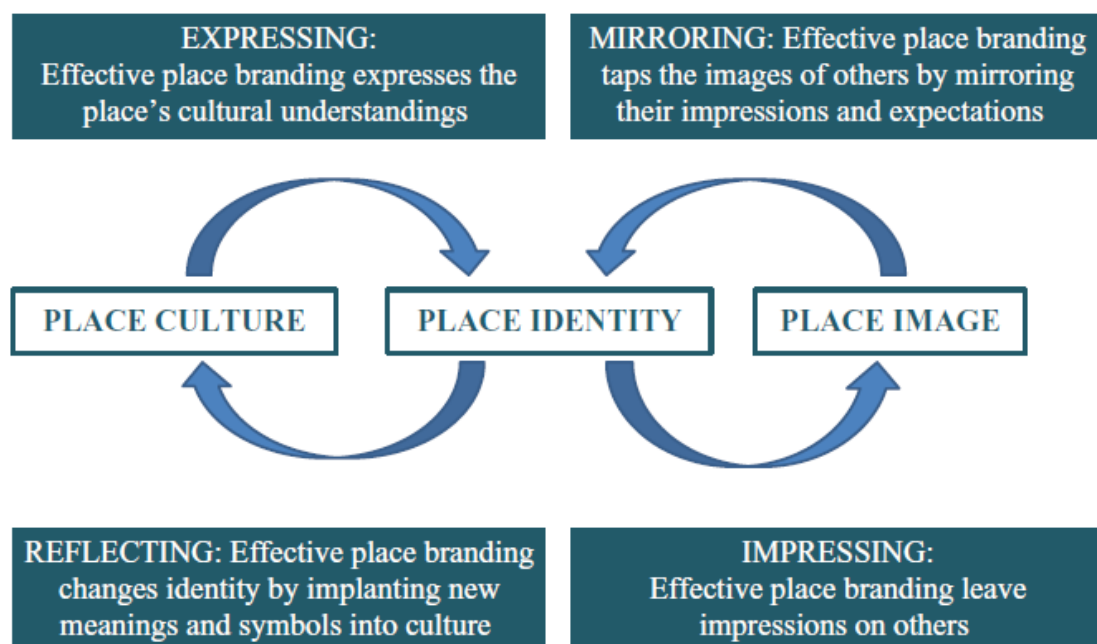 EXPRESSING:
Effective place branding expresses the
place's cultural understandings
MIRRORING: Effective place branding
taps the images of others by mirroring
their impressions and expectations
PLACE CULTURE
PLACE IDENTITY
PLACE IMAGE
REFLECTING: Effective place branding
changes identity by implanting new
meanings and symbols into culture
IMPRESSING:
Effective place branding leave
impressions on others